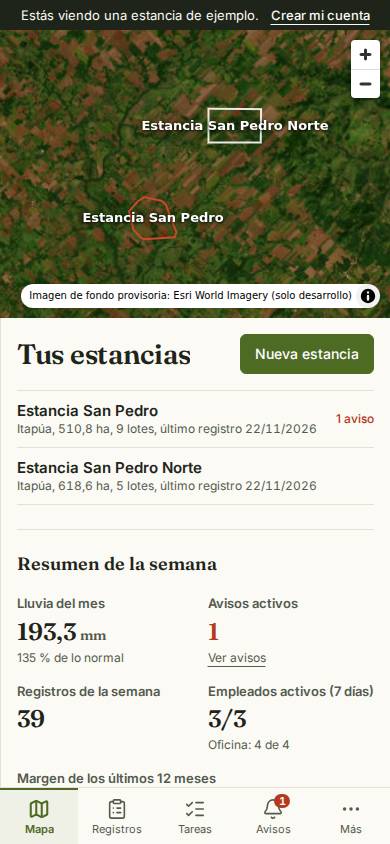 Estás viendo una estancia de ejemplo. Crear mi cuenta
Estancia San Pedro Norte
Estancia San Pedro
Imagen de fondo provisoria: Esri World Imagery (solo desarrollo)
Tus estancias
Nueva estancia
Estancia San Pedro
Itapúa, 510,8 ha, 9 lotes, último registro 22/11/2026
1 aviso
Estancia San Pedro Norte
Itapúa, 618,6 ha, 5 lotes, último registro 22/11/2026
Resumen de la semana
Lluvia del mes
193,3 mm
135 % de lo normal
Avisos activos
1
Ver avisos
Registros de la semana
39
Empleados activos (7 días)
3/3
Oficina: 4 de 4
Margen de los últimos 12 meses
Mapa
Registros
Tareas
1
Avisos
Más